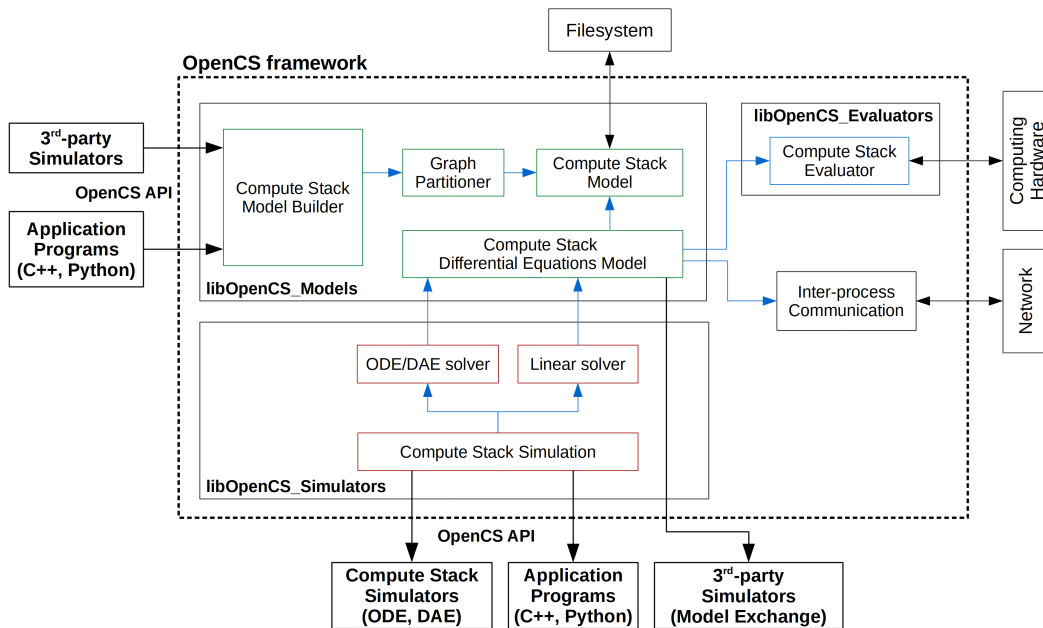 Filesystem
OpenCS framework
3rd-party
Simulators
OpenCS API
Application
Programs
(C++, Python)
Compute Stack
Model Builder
Graph
Partitioner
Compute Stack
Model
Compute Stack
Differential Equations Model
libOpenCS_Models
libOpenCS_Evaluators
Compute Stack
Evaluator
Computing
Hardware
Inter-process
Communication
Network
ODE/DAE solver
Linear solver
Compute Stack Simulation
libOpenCS_Simulators
OpenCS API
Compute Stack
Simulators
(ODE, DAE)
Application
Programs
(C++, Python)
3rd-party
Simulators
(Model Exchange)